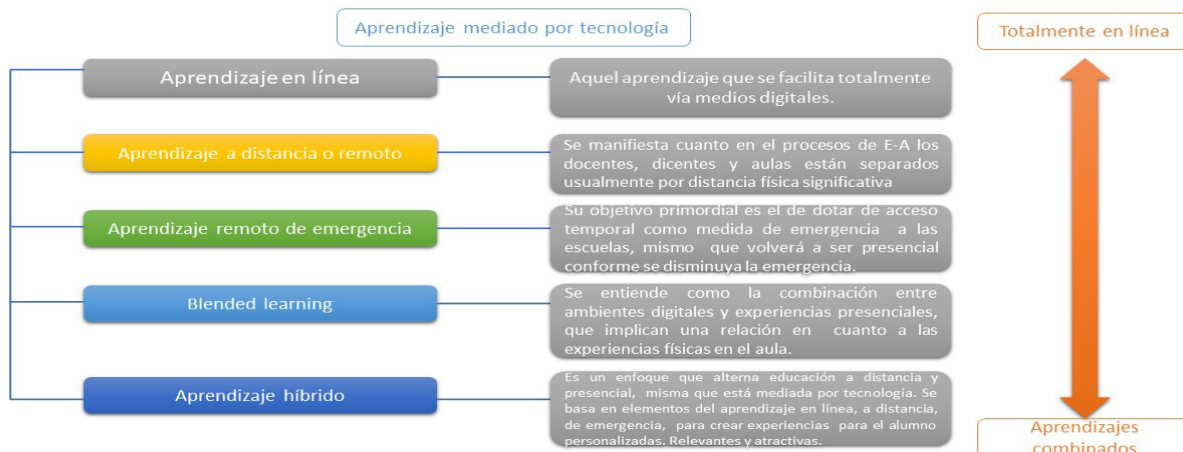 Aprendizaje mediado por tecnología
Totalmente en línea
Aprendizaje en línea
Aquel aprendizaje que se facilita totalmente
vía medios digitales.
Aprendizaje a distancia o remoto
Se manifiesta cuanto en el procesos de E-A los
docentes, dicentes y aulas están separados
usualmente por distancia física significativa
Aprendizaje remoto de emergencia
Su objetivo primordial es el de dotar de acceso
temporal como medida de emergencia a las
escuelas, mismo que volverá a ser presencial
conforme se disminuya la emergencia.
Blended learning
Se entiende como la combinación entre
ambientes digitales y experiencias presenciales,
que implican una relación en cuanto a las
experiencias físicas en el aula.
Aprendizaje híbrido
Es un enfoque que alterna educación a distancia y
presencial, misma que está mediada por tecnología. Se
basa en elementos del aprendizaje en línea, a distancia,
de emergencia, para crear experiencias para el alumno
personalizadas. Relevantes y atractivas.
Aprendizajes
combinados